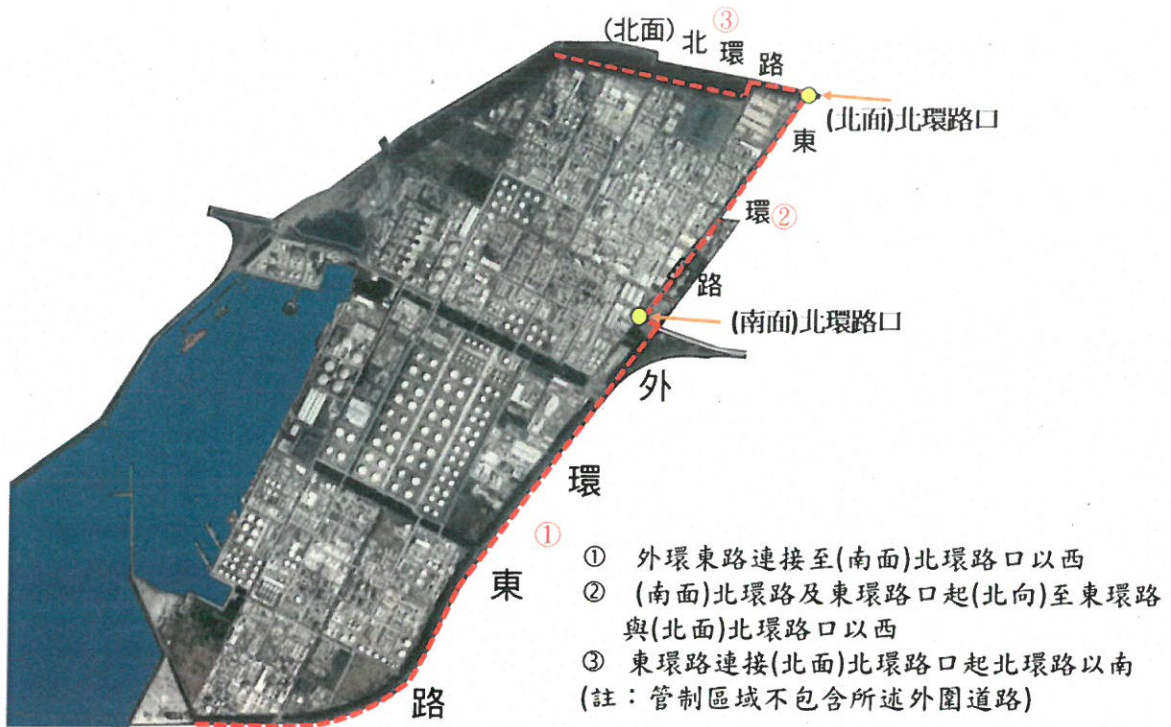 (北面)北環路
③
(北面)北環路口
東環路
②
(南面)北環路口
外環東路
①
① 外環東路連接至(南面)北環路口以西
② (南面)北環路及東環路口起(北向)至東環路
與(北面)北環路口以西
③ 東環路連接(北面)北環路口起北環路以南
(註：管制區域不包含所述外圍道路)